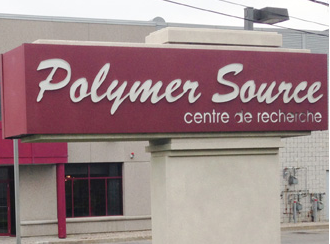 Polymer Source
centre de recherche